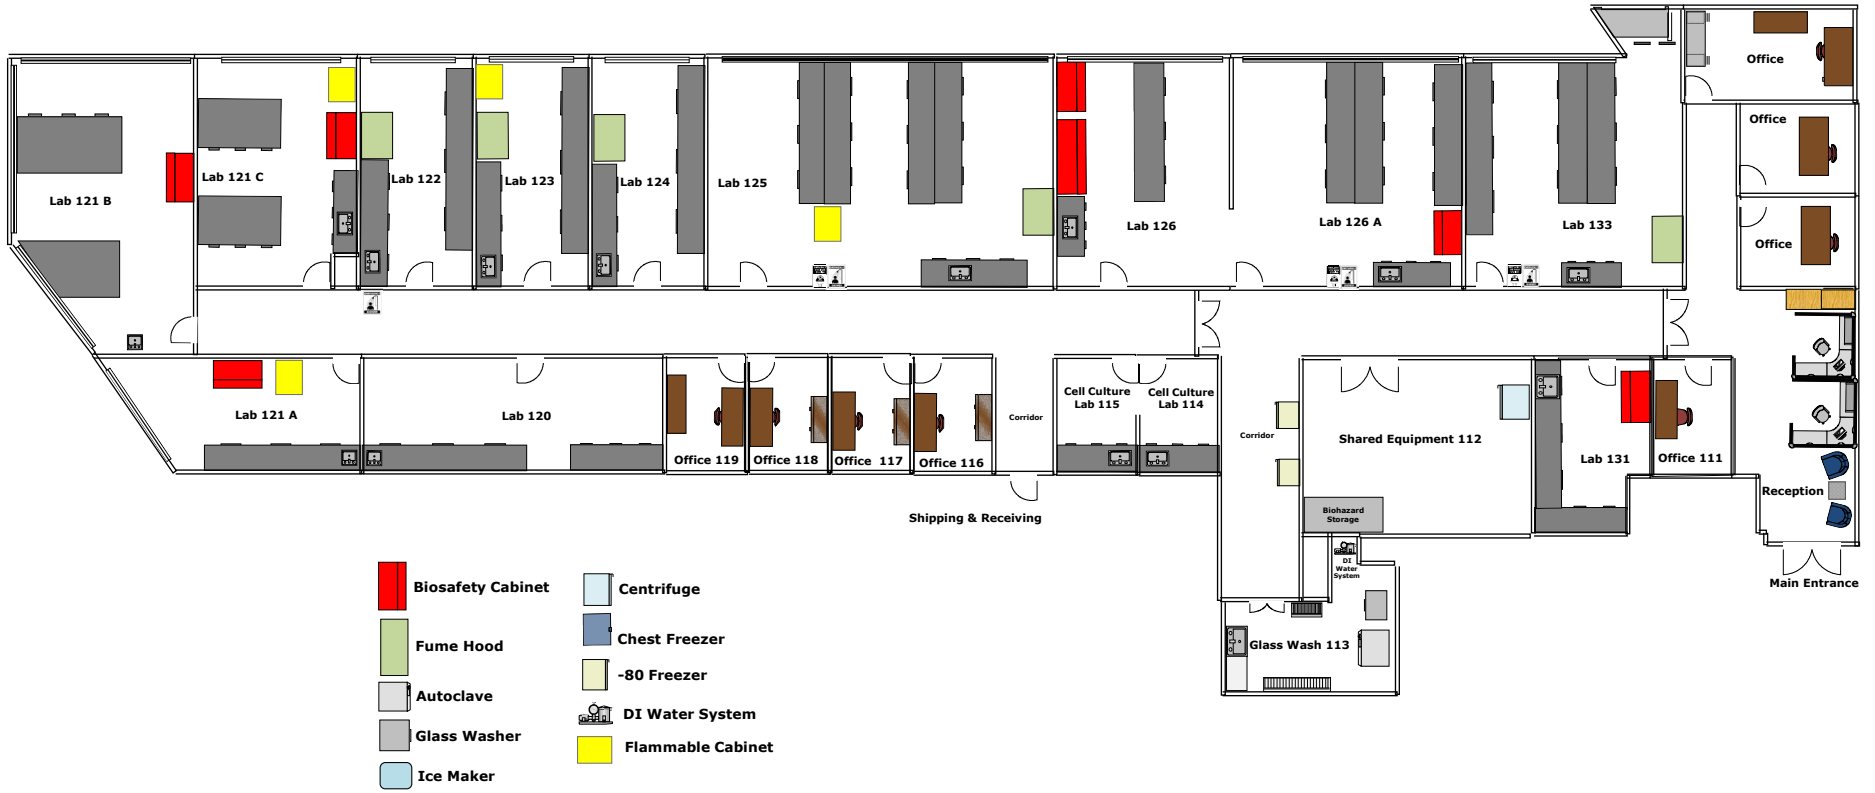 Office
Office
Office
Lab 121 B
Lab 121 C
Lab 122
Lab 123
Lab 124
Lab 125
Lab 126
Lab 126 A
Lab 133
Lab 121 A
Lab 120
Office 119
Office 118
Office 117
Office 116
Corridor
Cell Culture
Lab 115
Cell Culture
Lab 114
Corridor
Shared Equipment 112
Lab 131
Office 111
Reception
Biohazard
Storage
Shipping & Receiving
DI
Water
System
Main Entrance
Glass Wash 113
Biosafety Cabinet
Fume Hood
Autoclave
Glass Washer
Ice Maker
Centrifuge
Chest Freezer
-80 Freezer
DI Water System
Flammable Cabinet